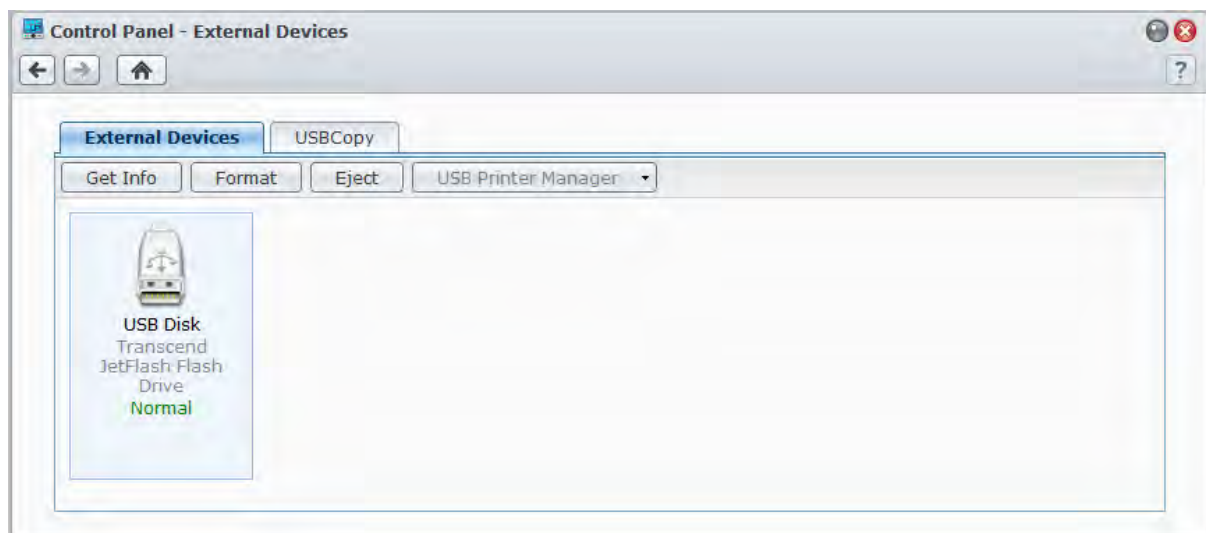 Control Panel - External Devices
?
External Devices USBCopy
Get Info Format Eject USB Printer Manager
USB Disk
Transcend
JetFlash Flash
Drive
Normal